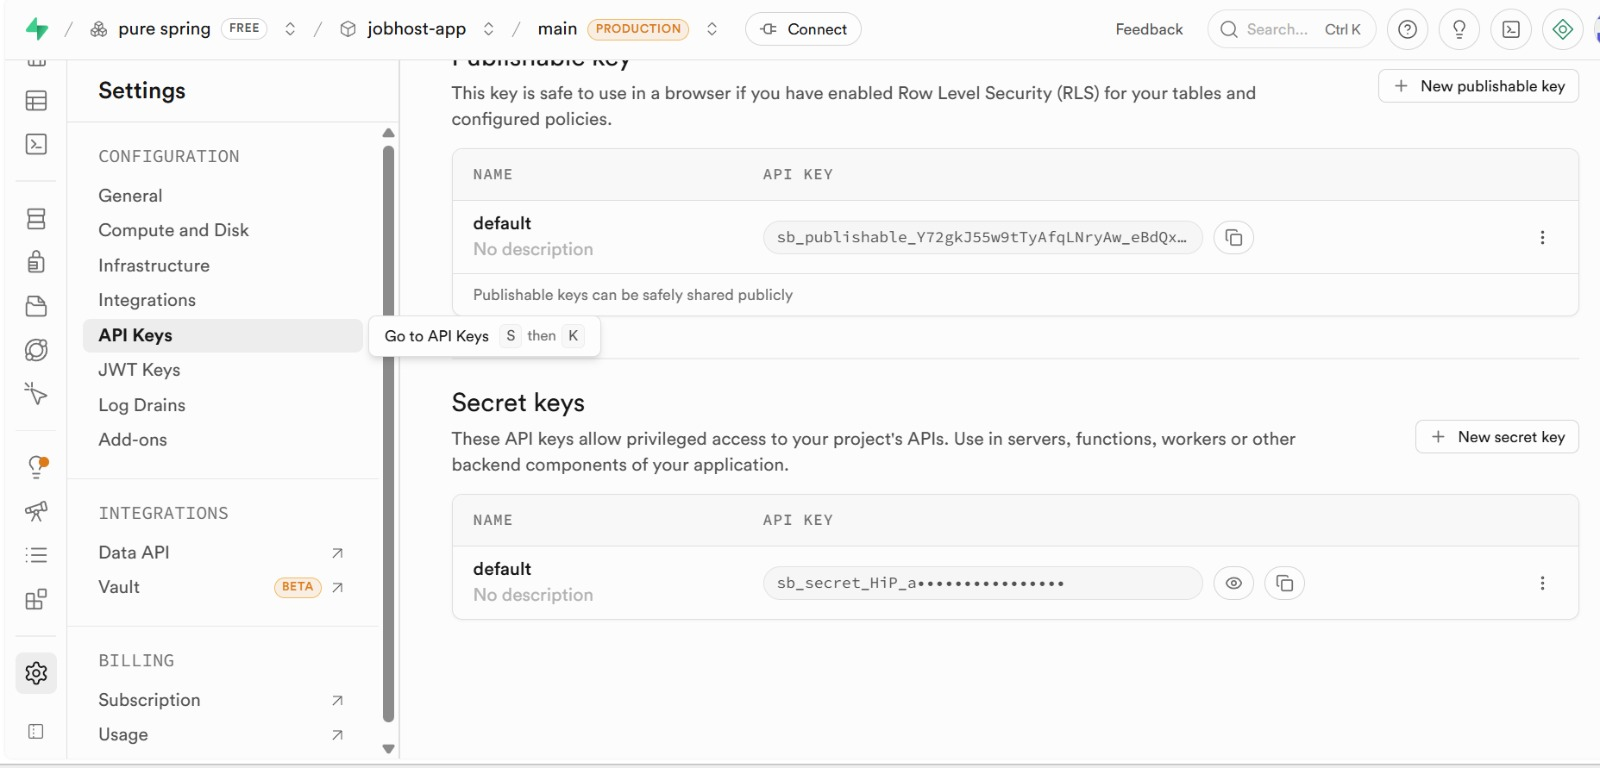 pure spring FREE / jobhost-app / main PRODUCTION Connect Feedback Search... Ctrl K
Settings
CONFIGURATION
General
Compute and Disk
Infrastructure
Integrations
API Keys
JWT Keys
Log Drains
Add-ons
INTEGRATIONS
Data API
Vault BETA
BILLING
Subscription
Usage
Go to API Keys S then K
Publishable key
This key is safe to use in a browser if you have enabled Row Level Security (RLS) for your tables and
configured policies.
New publishable key
NAME API KEY
default
No description
sb_publishable_Y72gkJ55w9tTyAfqLNryAw_eBdQx…
Publishable keys can be safely shared publicly
Secret keys
These API keys allow privileged access to your project's APIs. Use in servers, functions, workers or other
backend components of your application.
New secret key
NAME API KEY
default
No description
sb_secret_HiP_a••••••••••••••••